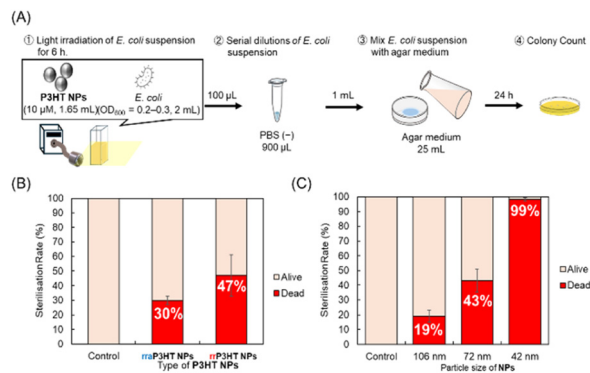 (A)
① Light irradiation of E. coli suspension
for 6 h.
② Serial dilutions of E. coli
suspension
③ Mix E. coli suspension
with agar medium
④ Colony Count
P3HT NPs
(10 μM, 1.65 mL)
E. coli
(OD600 = 0.2–0.3, 2 mL)
100 μL
PBS (−)
900 μL
1 mL
Agar medium
25 mL
24 h
(B)
Sterilisation Rate (%)
100
90
80
70
60
50
40
30
20
10
0
30%
47%
Alive
Dead
Control
rraP3HT NPs
rrP3HT NPs
Type of P3HT NPs
(C)
Sterilisation Rate (%)
100
90
80
70
60
50
40
30
20
10
0
19%
43%
99%
Alive
Dead
Control
106 nm
72 nm
42 nm
Particle size of NPs